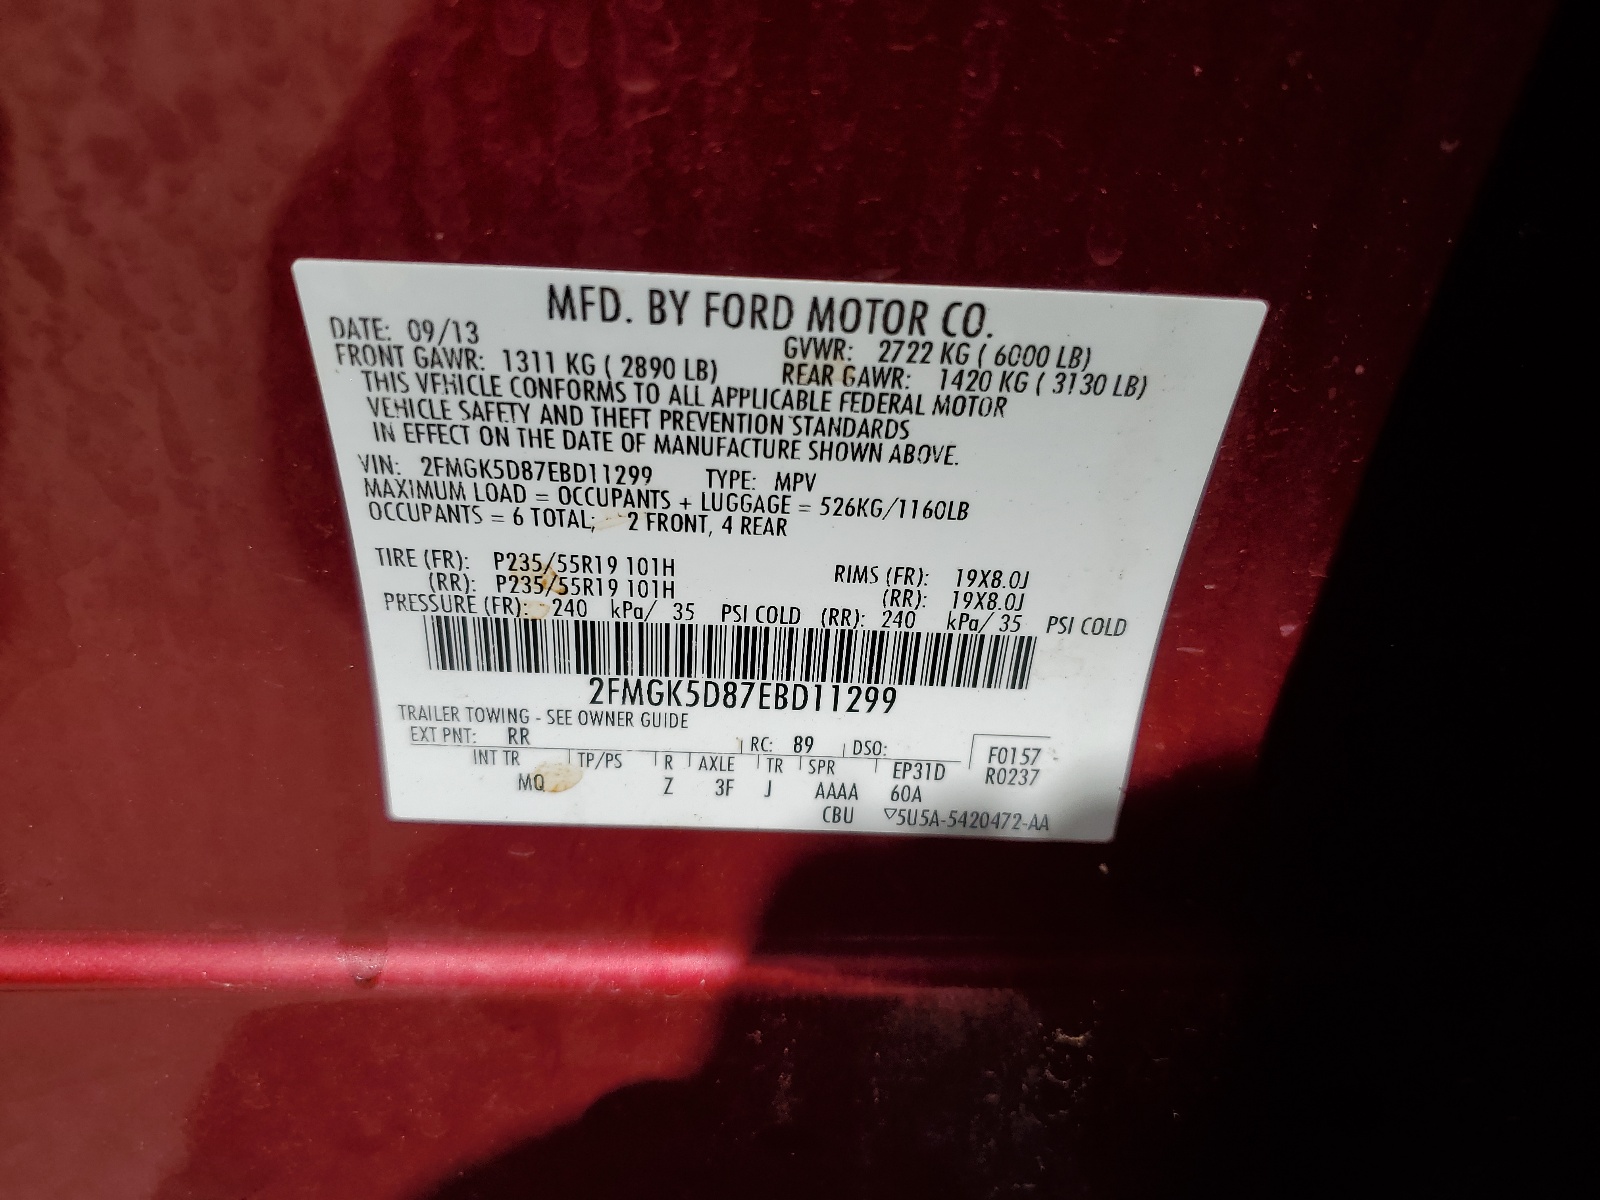 MFD. BY FORD MOTOR CO.
DATE: 09/13 GVWR: 2722 KG ( 6000 LB)
FRONT GAWR: 1311 KG ( 2890 LB) REAR GAWR: 1420 KG ( 3130 LB)
THIS VEHICLE CONFORMS TO ALL APPLICABLE FEDERAL MOTOR
VEHICLE SAFETY AND THEFT PREVENTION STANDARDS
IN EFFECT ON THE DATE OF MANUFACTURE SHOWN ABOVE.
VIN: 2FMGK5D87EBD11299 TYPE: MPV
MAXIMUM LOAD = OCCUPANTS + LUGGAGE = 526KG/1160LB
OCCUPANTS = 6 TOTAL; 2 FRONT, 4 REAR
TIRE (FR): P235/55R19 101H RIMS (FR): 19X8.0J
(RR): P235/55R19 101H (RR): 19X8.0J
PRESSURE (FR): 240 kPa/ 35 PSI COLD (RR): 240 kPa/ 35 PSI COLD
2FMGK5D87EBD11299
TRAILER TOWING - SEE OWNER GUIDE
EXT PNT: RR RC: 89 DSO: F0157
INT TR TP/PS R AXLE TR SPR EP31D R0237
MQ Z 3F J AAAA 60A
CBU ▽5U5A-5420472-AA